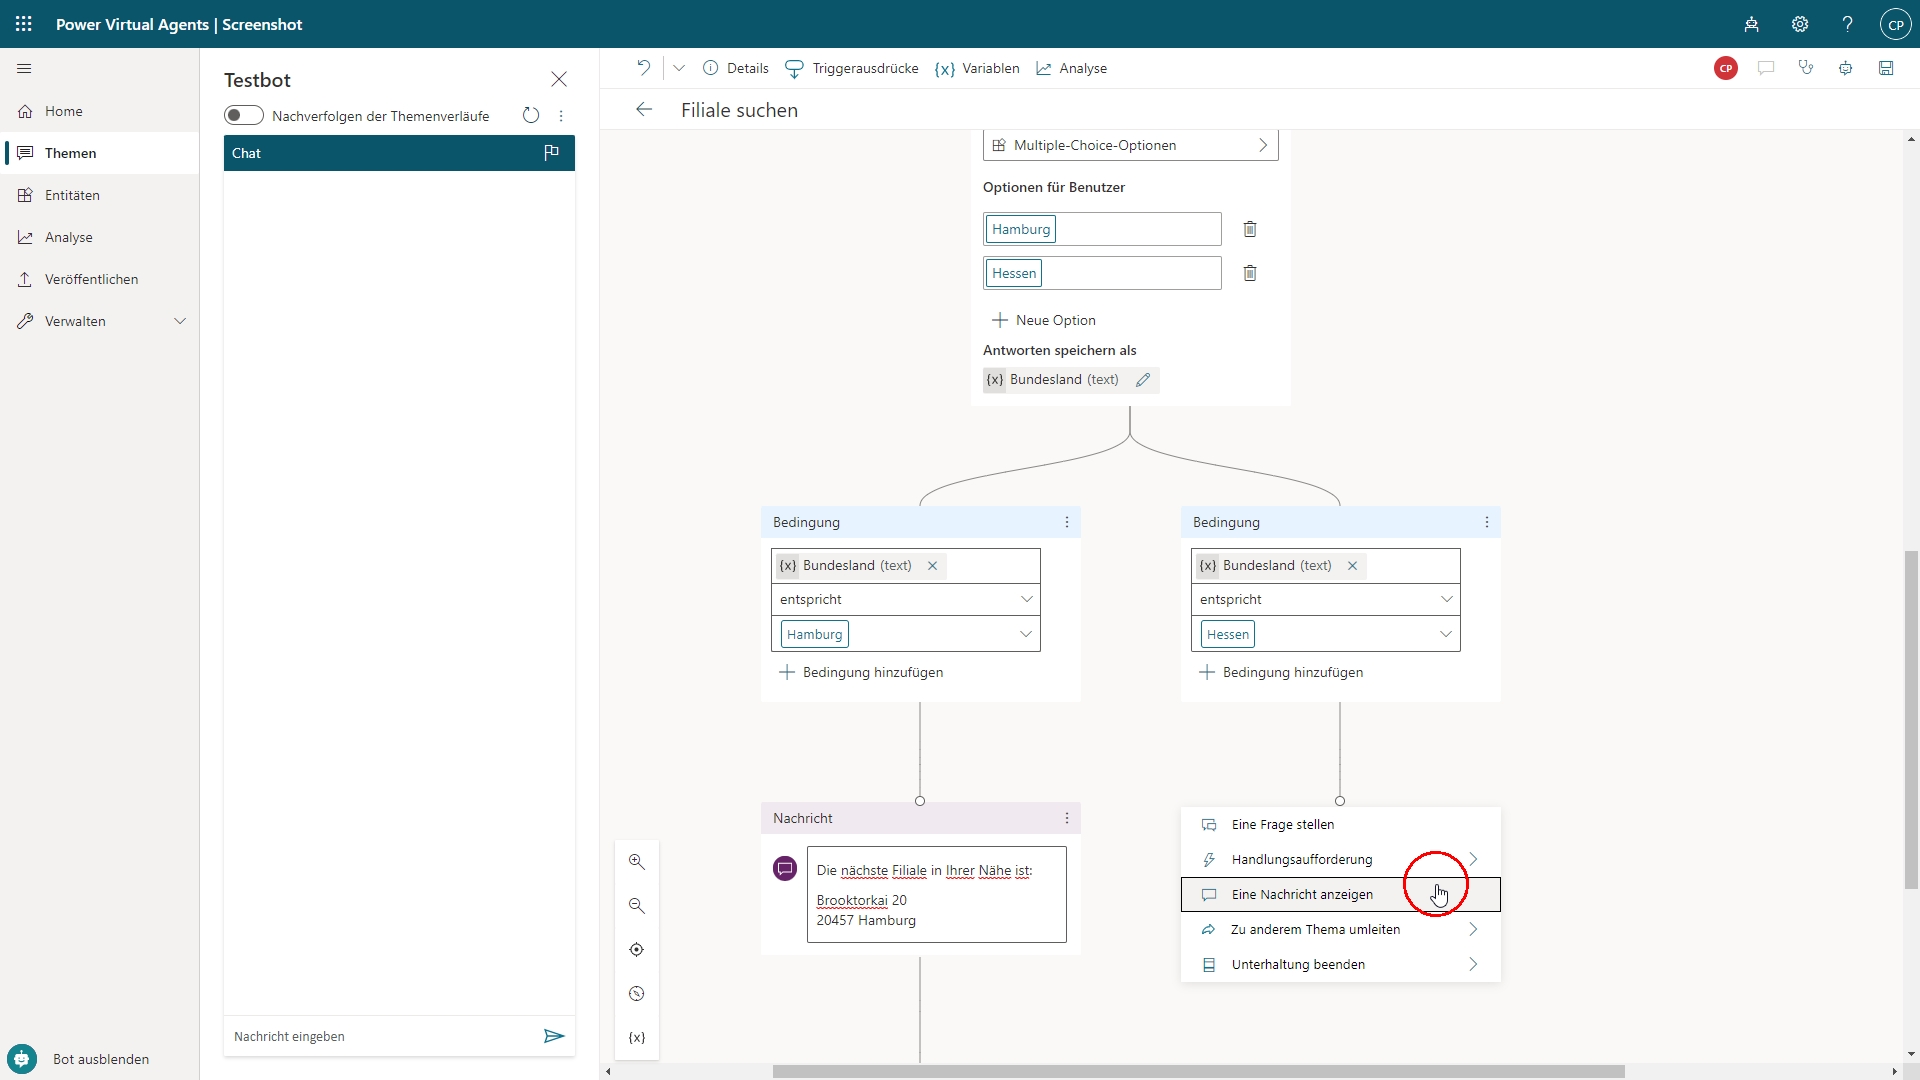 Power Virtual Agents | Screenshot
CP
Home
Themen
Entitäten
Analyse
Veröffentlichen
Verwalten
Bot ausblenden
Testbot
Nachverfolgen der Themenverläufe
Chat
Nachricht eingeben
Details
Triggerausdrücke
{x} Variablen
Analyse
CP
Filiale suchen
Multiple-Choice-Optionen
Optionen für Benutzer
Hamburg
Hessen
Neue Option
Antworten speichern als
{x} Bundesland (text)
Bedingung
{x} Bundesland (text)
entspricht
Hamburg
Bedingung hinzufügen
Bedingung
{x} Bundesland (text)
entspricht
Hessen
Bedingung hinzufügen
Nachricht
Die nächste Filiale in Ihrer Nähe ist:
Brooktorkai 20
20457 Hamburg
Eine Frage stellen
Handlungsaufforderung
Eine Nachricht anzeigen
Zu anderem Thema umleiten
Unterhaltung beenden
{x}